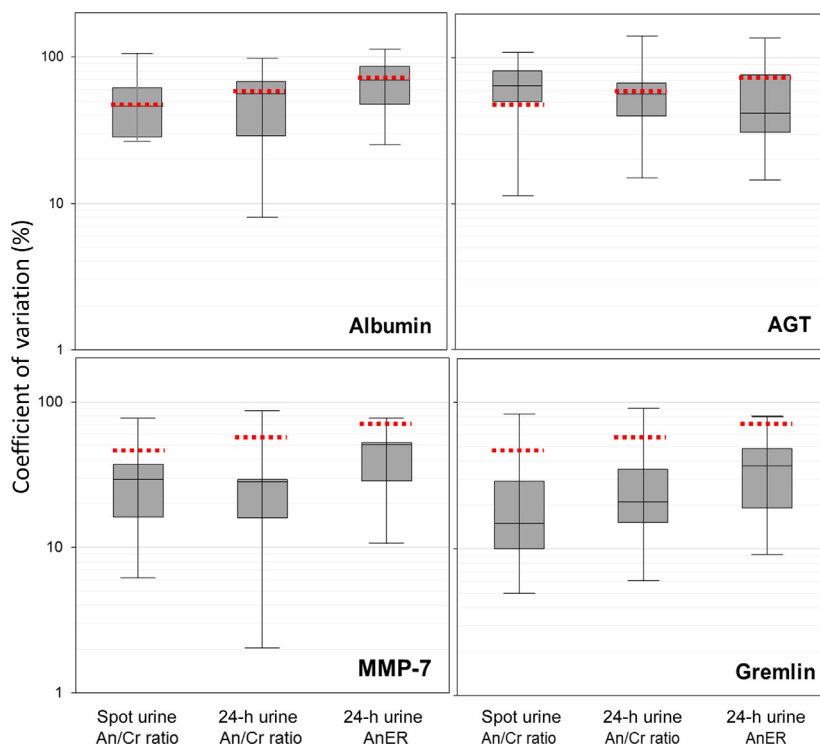 100
10
1
Albumin
AGT
Coefficient of variation (%)
100
10
1
MMP-7
Gremlin
Spot urine
An/Cr ratio
24-h urine
An/Cr ratio
24-h urine
AnER
Spot urine
An/Cr ratio
24-h urine
An/Cr ratio
24-h urine
AnER